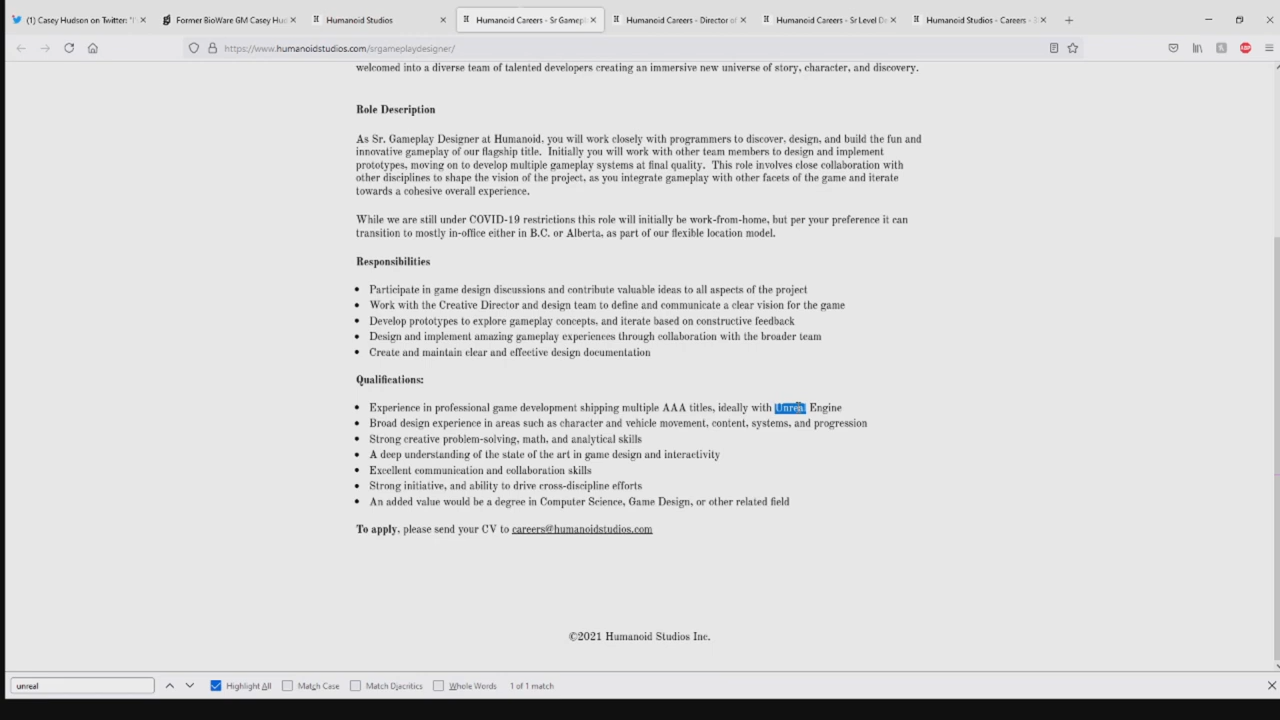 (1) Casey Hudson on Twitter: "I'
Former BioWare GM Casey Hud
Humanoid Studios
Humanoid Careers - Sr Gamepl
Humanoid Careers - Director of
Humanoid Careers - Sr Level D
Humanoid Studios - Careers - 3
https://www.humanoidstudios.com/srgameplaydesigner/
ABP
welcomed into a diverse team of talented developers creating an immersive new universe of story, character, and discovery.
Role Description
As Sr. Gameplay Designer at Humanoid, you will work closely with programmers to discover, design, and build the fun and
innovative gameplay of our flagship title. Initially you will work with other team members to design and implement
prototypes, moving on to develop multiple gameplay systems at final quality. This role involves close collaboration with
other disciplines to shape the vision of the project, as you integrate gameplay with other facets of the game and iterate
towards a cohesive overall experience.
While we are still under COVID-19 restrictions this role will initially be work-from-home, but per your preference it can
transition to mostly in-office either in B.C. or Alberta, as part of our flexible location model.
Responsibilities
• Participate in game design discussions and contribute valuable ideas to all aspects of the project
• Work with the Creative Director and design team to define and communicate a clear vision for the game
• Develop prototypes to explore gameplay concepts, and iterate based on constructive feedback
• Design and implement amazing gameplay experiences through collaboration with the broader team
• Create and maintain clear and effective design documentation
Qualifications:
• Experience in professional game development shipping multiple AAA titles, ideally with Unreal Engine
• Broad design experience in areas such as character and vehicle movement, content, systems, and progression
• Strong creative problem-solving, math, and analytical skills
• A deep understanding of the state of the art in game design and interactivity
• Excellent communication and collaboration skills
• Strong initiative, and ability to drive cross-discipline efforts
• An added value would be a degree in Computer Science, Game Design, or other related field
To apply, please send your CV to careers@humanoidstudios.com
©2021 Humanoid Studios Inc.
unreal
Highlight All
Match Case
Match Diacritics
Whole Words
1 of 1 match